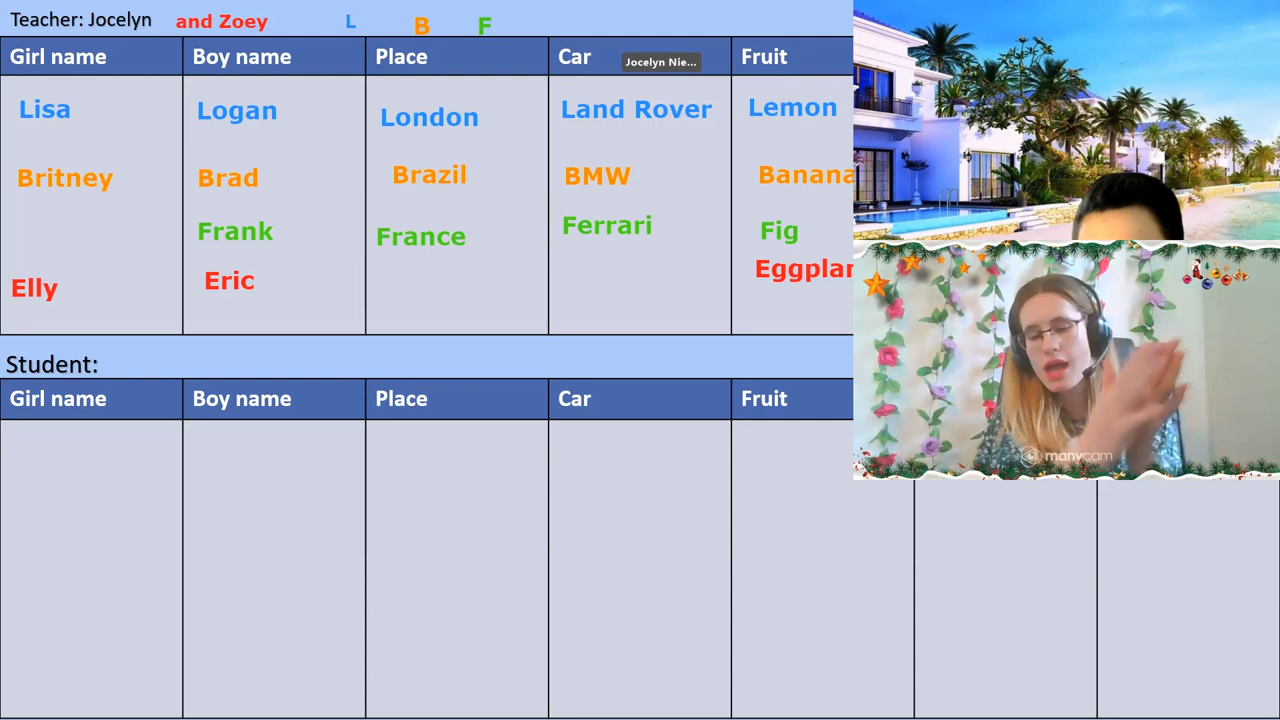 Teacher: Jocelyn and Zoey L B F
Girl name Boy name Place Car Jocelyn Nie... Fruit
Lisa Logan London Land Rover Lemon
Britney Brad Brazil BMW Banana
Frank France Ferrari Fig
Elly Eric Eggplan
Student:
Girl name Boy name Place Car Fruit
manycam